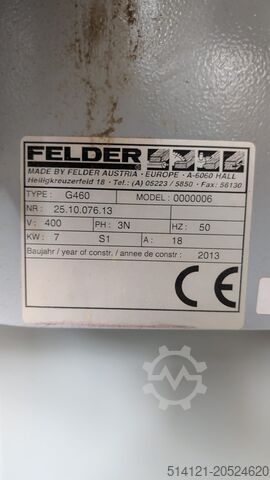 FELDER
MADE BY FELDER AUSTRIA · EUROPE · A-6060 HALL
Heiligkreuzerfeld 18 · Tel.: (A) 05223 / 5850 · Fax: 56130
TYPE: G460 MODEL: 0000006
NR: 25.10.076.13
V: 400 PH: 3N HZ: 50
KW: 7 S1 A: 18
Baujahr / year of constr. / annee de constr: 2013
CE
514121-20524620